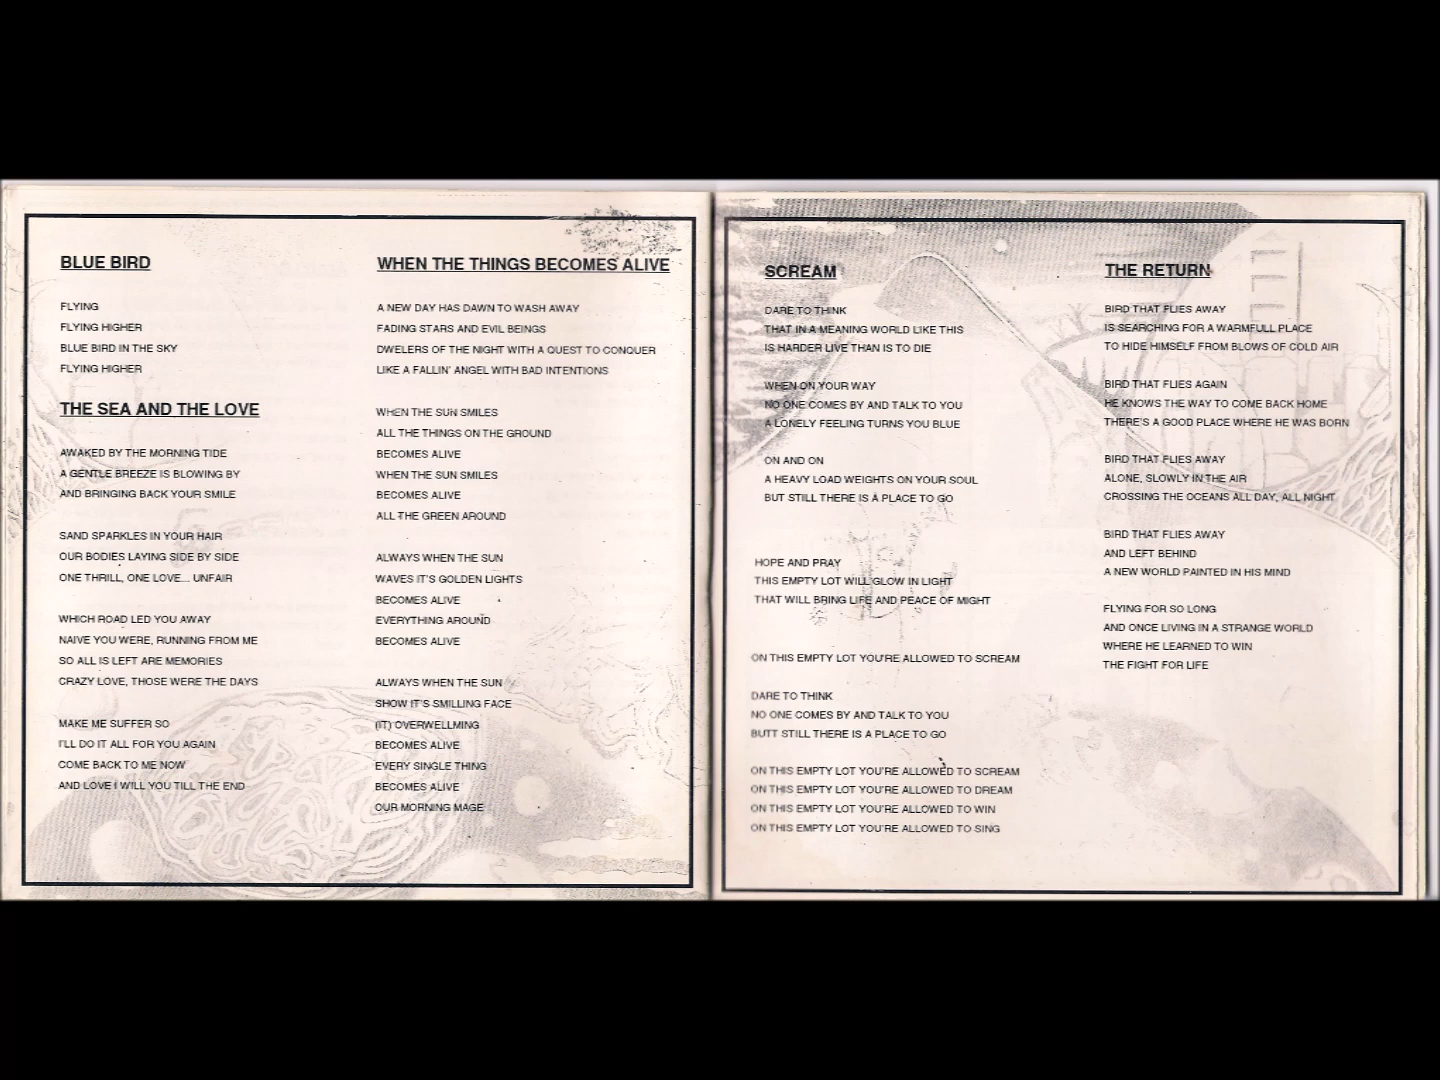 BLUE BIRD
FLYING
FLYING HIGHER
BLUE BIRD IN THE SKY
FLYING HIGHER
THE SEA AND THE LOVE
AWAKED BY THE MORNING TIDE
A GENTLE BREEZE IS BLOWING BY
AND BRINGING BACK YOUR SMILE
SAND SPARKLES IN YOUR HAIR
OUR BODIES LAYING SIDE BY SIDE
ONE THRILL, ONE LOVE... UNFAIR
WHICH ROAD LED YOU AWAY
NAIVE YOU WERE, RUNNING FROM ME
SO ALL IS LEFT ARE MEMORIES
CRAZY LOVE, THOSE WERE THE DAYS
MAKE ME SUFFER SO
I'LL DO IT ALL FOR YOU AGAIN
COME BACK TO ME NOW
AND LOVE I WILL YOU TILL THE END
WHEN THE THINGS BECOMES ALIVE
A NEW DAY HAS DAWN TO WASH AWAY
FADING STARS AND EVIL BEINGS
DWELERS OF THE NIGHT WITH A QUEST TO CONQUER
LIKE A FALLIN' ANGEL WITH BAD INTENTIONS
WHEN THE SUN SMILES
ALL THE THINGS ON THE GROUND
BECOMES ALIVE
WHEN THE SUN SMILES
BECOMES ALIVE
ALL THE GREEN AROUND
ALWAYS WHEN THE SUN
WAVES IT'S GOLDEN LIGHTS
BECOMES ALIVE
EVERYTHING AROUND
BECOMES ALIVE
ALWAYS WHEN THE SUN
SHOW IT'S SMILLING FACE
(IT) OVERWELLMING
BECOMES ALIVE
EVERY SINGLE THING
BECOMES ALIVE
OUR MORNING MAGE
SCREAM
DARE TO THINK
THAT IN A MEANING WORLD LIKE THIS
IS HARDER LIVE THAN IS TO DIE
WHEN ON YOUR WAY
NO ONE COMES BY AND TALK TO YOU
A LONELY FEELING TURNS YOU BLUE
ON AND ON
A HEAVY LOAD WEIGHTS ON YOUR SOUL
BUT STILL THERE IS A PLACE TO GO
HOPE AND PRAY
THIS EMPTY LOT WILL GLOW IN LIGHT
THAT WILL BRING LIFE AND PEACE OF MIGHT
ON THIS EMPTY LOT YOU'RE ALLOWED TO SCREAM
DARE TO THINK
NO ONE COMES BY AND TALK TO YOU
BUTT STILL THERE IS A PLACE TO GO
ON THIS EMPTY LOT YOU'RE ALLOWED TO SCREAM
ON THIS EMPTY LOT YOU'RE ALLOWED TO DREAM
ON THIS EMPTY LOT YOU'RE ALLOWED TO WIN
ON THIS EMPTY LOT YOU'RE ALLOWED TO SING
THE RETURN
BIRD THAT FLIES AWAY
IS SEARCHING FOR A WARMFULL PLACE
TO HIDE HIMSELF FROM BLOWS OF COLD AIR
BIRD THAT FLIES AGAIN
HE KNOWS THE WAY TO COME BACK HOME
THERE'S A GOOD PLACE WHERE HE WAS BORN
BIRD THAT FLIES AWAY
ALONE, SLOWLY IN THE AIR
CROSSING THE OCEANS ALL DAY, ALL NIGHT
BIRD THAT FLIES AWAY
AND LEFT BEHIND
A NEW WORLD PAINTED IN HIS MIND
FLYING FOR SO LONG
AND ONCE LIVING IN A STRANGE WORLD
WHERE HE LEARNED TO WIN
THE FIGHT FOR LIFE